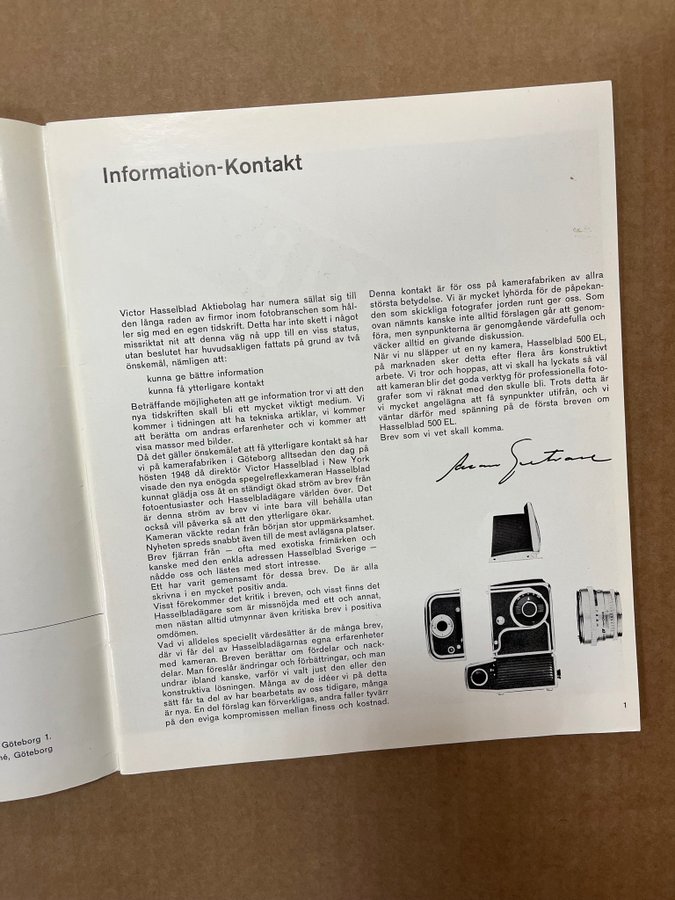 Information-Kontakt
Victor Hasselblad Aktiebolag har numera sällat sig till
den långa raden av firmor inom fotobranschen som hål-
ler sig med en egen tidskrift. Detta har inte skett i något
missriktat nit att denna väg nå upp till en viss status,
utan beslutet har huvudsakligen fattats på grund av två
önskemål, nämligen att:
kunna ge bättre information
kunna få ytterligare kontakt
Beträffande möjligheten att ge information tror vi att den
nya tidskriften skall bli ett mycket viktigt medium. Vi
kommer i tidningen att ha tekniska artiklar, vi kommer
att berätta om andras erfarenheter och vi kommer att
visa massor med bilder.
Då det gäller önskemålet att få ytterligare kontakt så har
vi på kamerafabriken i Göteborg alltsedan den dag på
hösten 1948 då direktör Victor Hasselblad i New York
visade den nya enögda spegelreflexkameran Hasselblad
kunnat glädja oss åt en ständigt ökad ström av brev från
fotoentusiaster och Hasselbladägare världen över. Det
är denna ström av brev vi inte bara vill behålla utan
också vill påverka så att den ytterligare ökar.
Kameran väckte redan från början stor uppmärksamhet.
Nyheten spreds snabbt även till de mest avlägsna platser.
Brev fjärran från — ofta med exotiska frimärken och
kanske med den enkla adressen Hasselblad Sverige —
nådde oss och lästes med stort intresse.
Ett har varit gemensamt för dessa brev. De är alla
skrivna i en mycket positiv anda.
Visst förekommer det kritik i breven, och visst finns det
Hasselbladägare som är missnöjda med ett och annat,
men nästan alltid utmynnar även kritiska brev i positiva
omdömen.
Vad vi alldeles speciellt värdesätter är de många brev,
där vi får del av Hasselbladägarnas egna erfarenheter
med kameran. Breven berättar om fördelar och nack-
delar. Man föreslår ändringar och förbättringar, och man
undrar ibland kanske, varför vi valt just den eller den
konstruktiva lösningen. Många av de idéer vi på detta
sätt får ta del av har bearbetats av oss tidigare, många
är nya. En del förslag kan förverkligas, andra faller tyvärr
på den eviga kompromissen mellan finess och kostnad.
Denna kontakt är för oss på kamerafabriken av allra
största betydelse. Vi är mycket lyhörda för de påpekan-
den som skickliga fotografer jorden runt ger oss. Som
ovan nämnts kanske inte alltid förslagen går att genom-
föra, men synpunkterna är genomgående värdefulla och
väcker alltid en givande diskussion.
När vi nu släpper ut en ny kamera, Hasselblad 500 EL,
på marknaden sker detta efter flera års konstruktivt
arbete. Vi tror och hoppas, att vi skall ha lyckats så väl
att kameran blir det goda verktyg för professionella foto-
grafer som vi räknat med den skulle bli. Trots detta är
vi mycket angelägna att få synpunkter utifrån, och vi
väntar därför med spänning på de första breven om
Hasselblad 500 EL.
Brev som vi vet skall komma.
1
Göteborg 1.
né, Göteborg